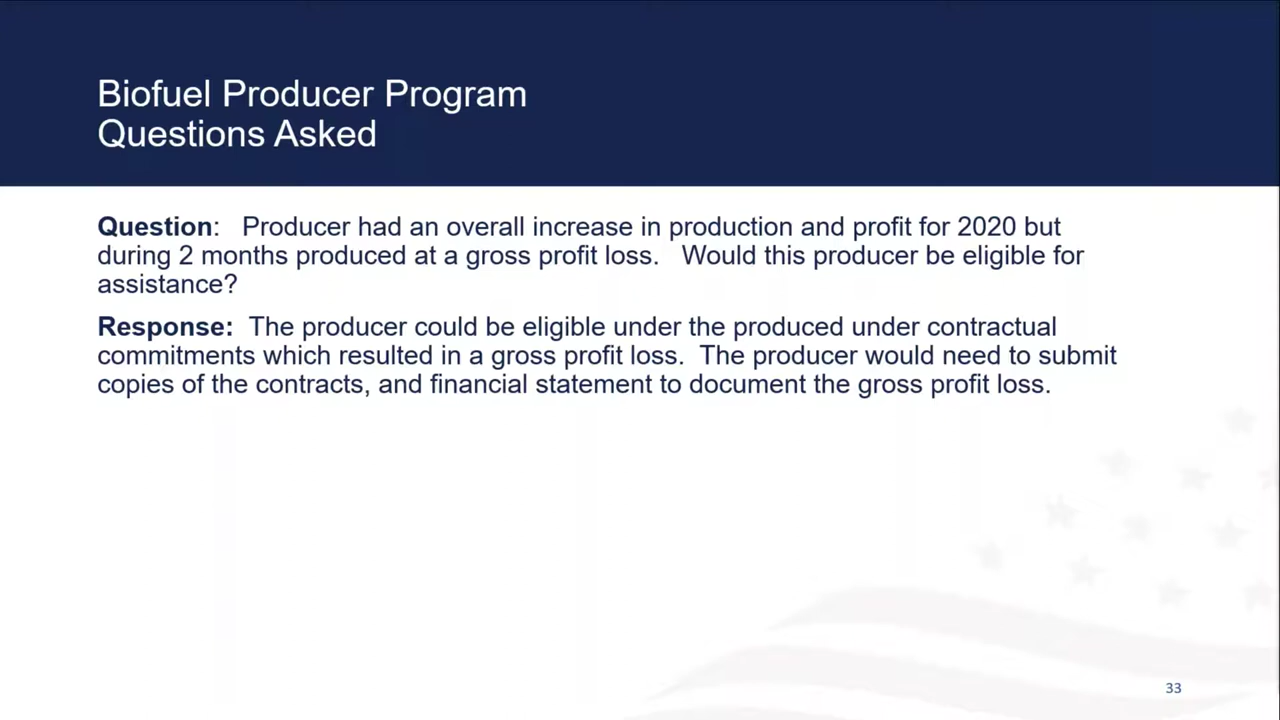 Biofuel Producer Program
Questions Asked
Question:   Producer had an overall increase in production and profit for 2020 but
during 2 months produced at a gross profit loss.   Would this producer be eligible for
assistance?
Response:  The producer could be eligible under the produced under contractual
commitments which resulted in a gross profit loss.  The producer would need to submit
copies of the contracts, and financial statement to document the gross profit loss.
33